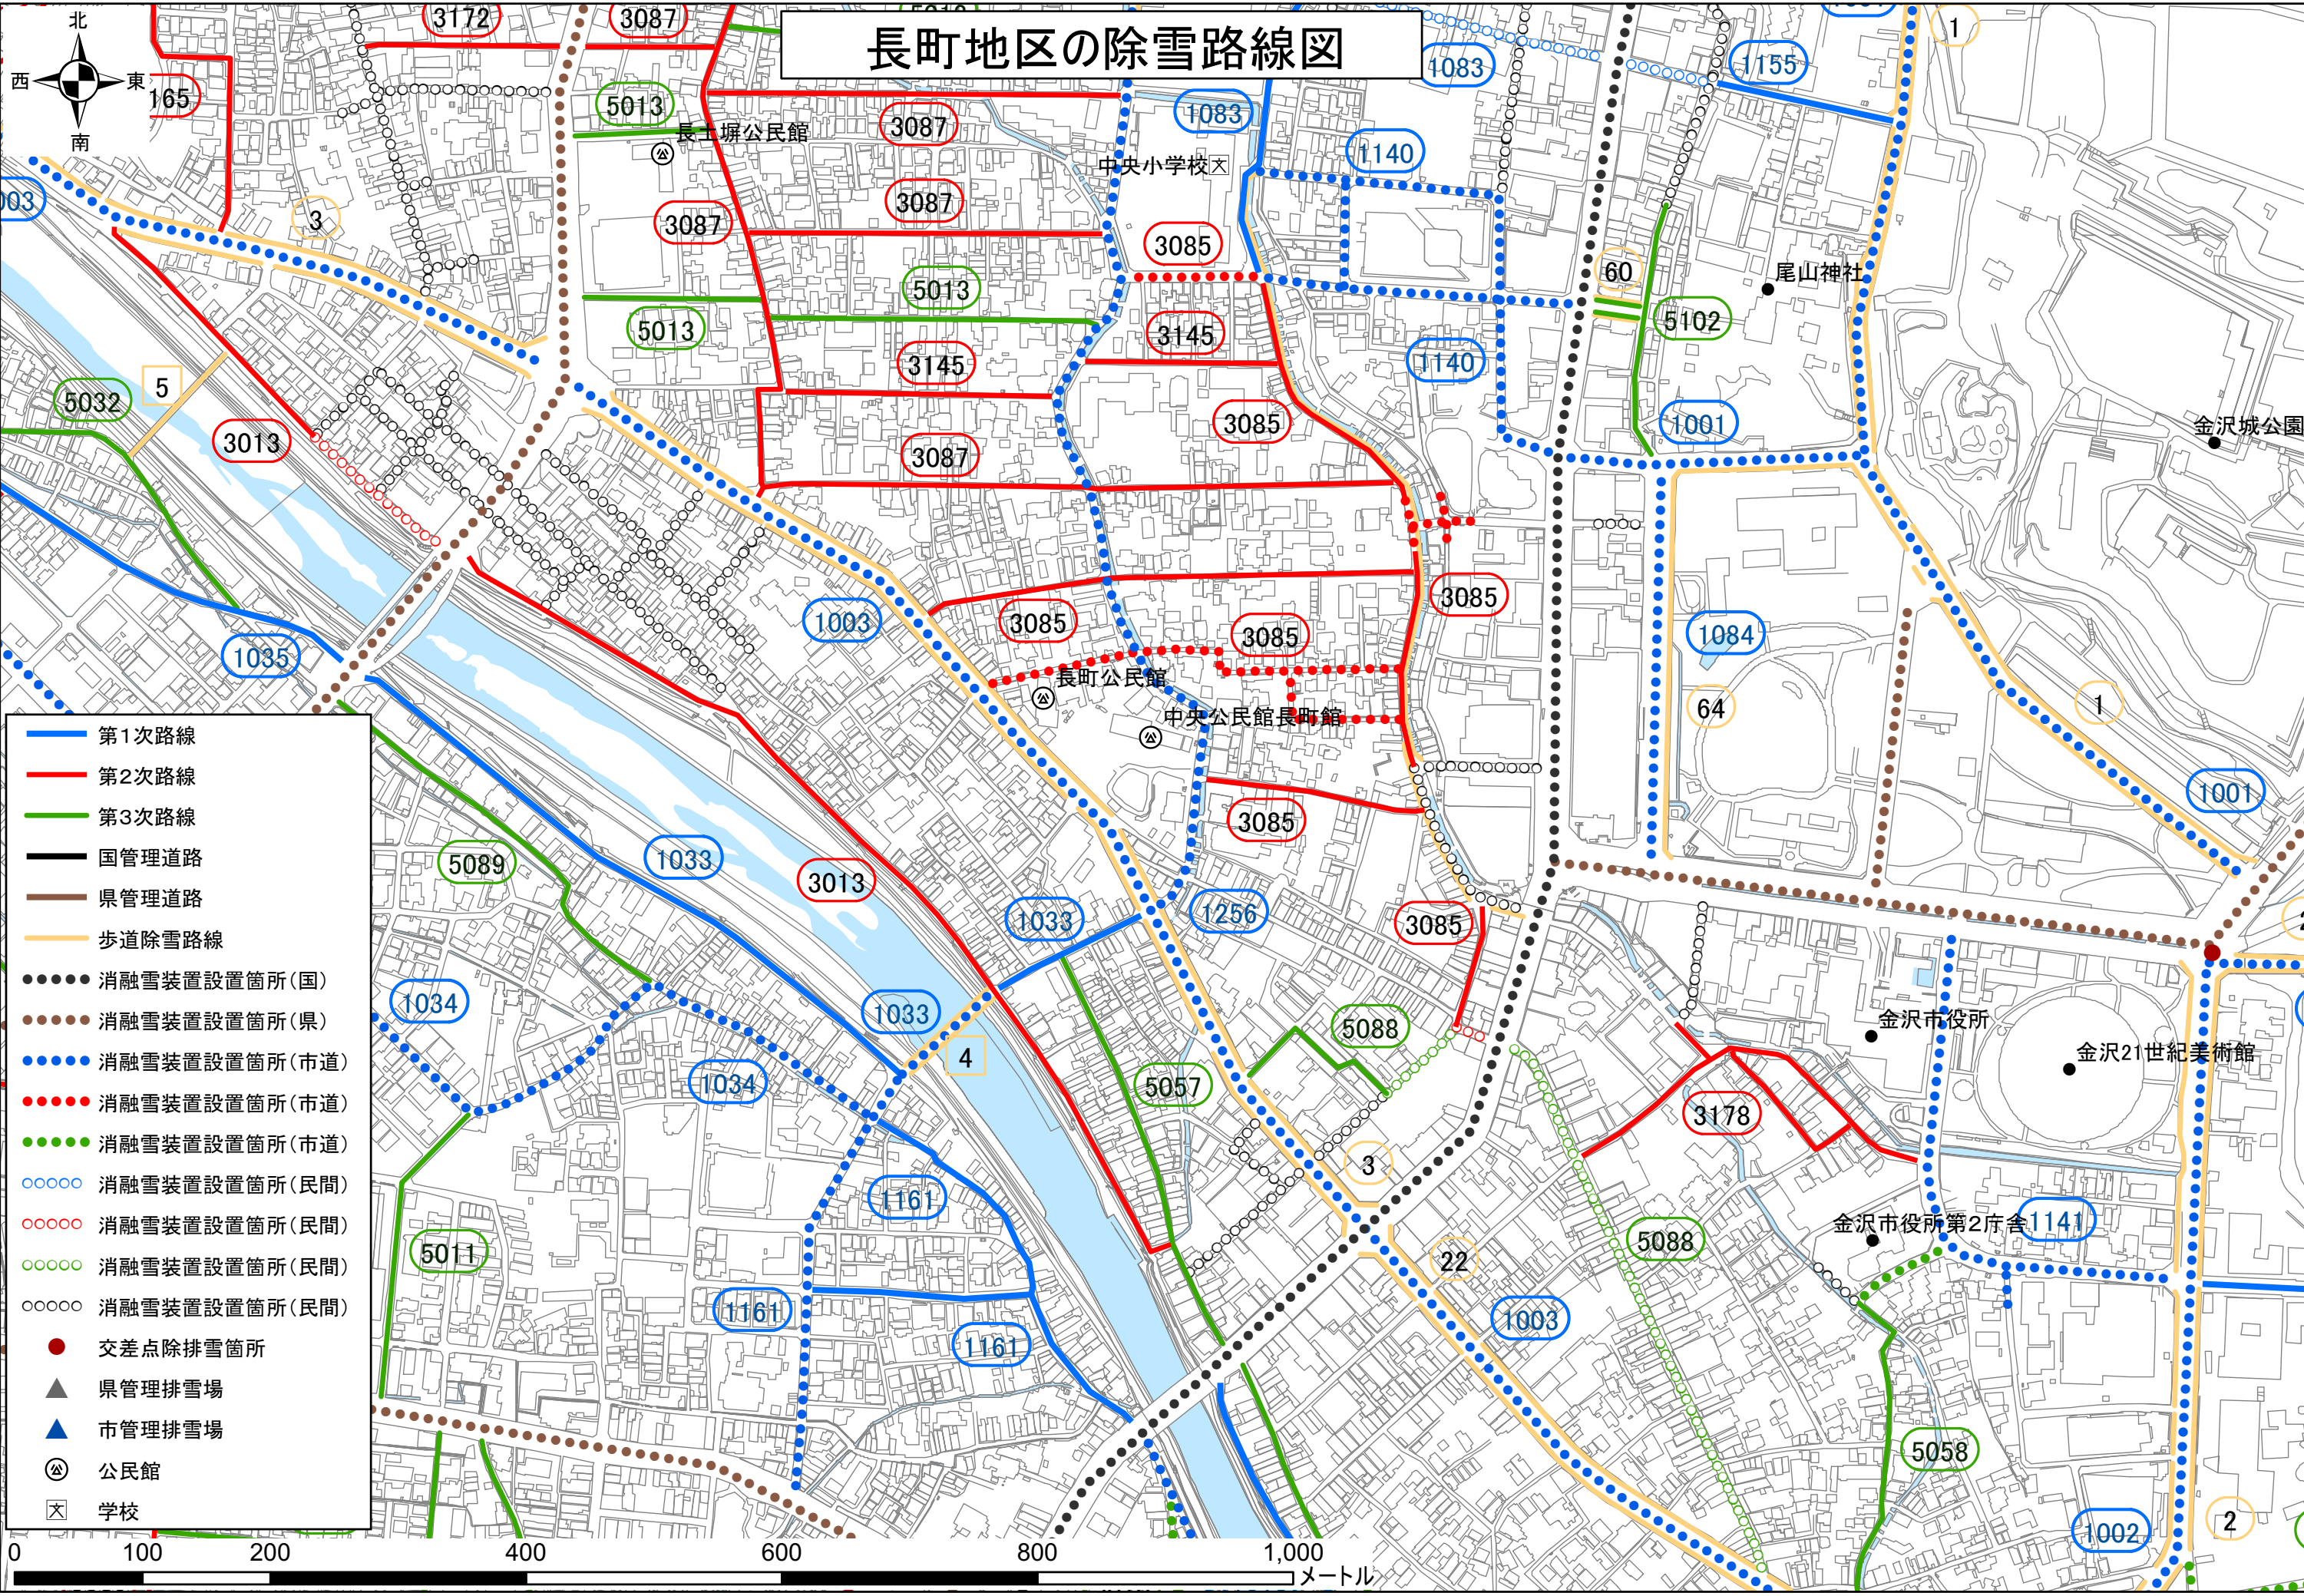 長町地区の除雪路線図
北
西
東
南
3172
3087
5013
165
長土塀公民館
3087
3087
3087
中央小学校
文
1083
1083
1155
1
1140
003
3
3085
60
尾山神社
5013
5013
3145
5102
5
5032
3145
1140
3013
3085
1001
金沢城公園
3087
3085
1003
3085
3085
1084
1035
長町公民館
中央公民館長町館
64
1
1001
5089
1033
3013
3085
1033
1256
3085
1034
1033
4
5088
金沢市役所
金沢21世紀美術館
1034
5057
3178
3
1161
5011
5088
金沢市役所第2庁舎
1141
22
1161
1003
1161
5058
1002
2
第1次路線
第2次路線
第3次路線
国管理道路
県管理道路
歩道除雪路線
消融雪装置設置箇所(国)
消融雪装置設置箇所(県)
消融雪装置設置箇所(市道)
消融雪装置設置箇所(市道)
消融雪装置設置箇所(市道)
消融雪装置設置箇所(民間)
消融雪装置設置箇所(民間)
消融雪装置設置箇所(民間)
消融雪装置設置箇所(民間)
交差点除排雪箇所
県管理排雪場
市管理排雪場
公民館
文 学校
0 100 200 400 600 800 1,000
メートル